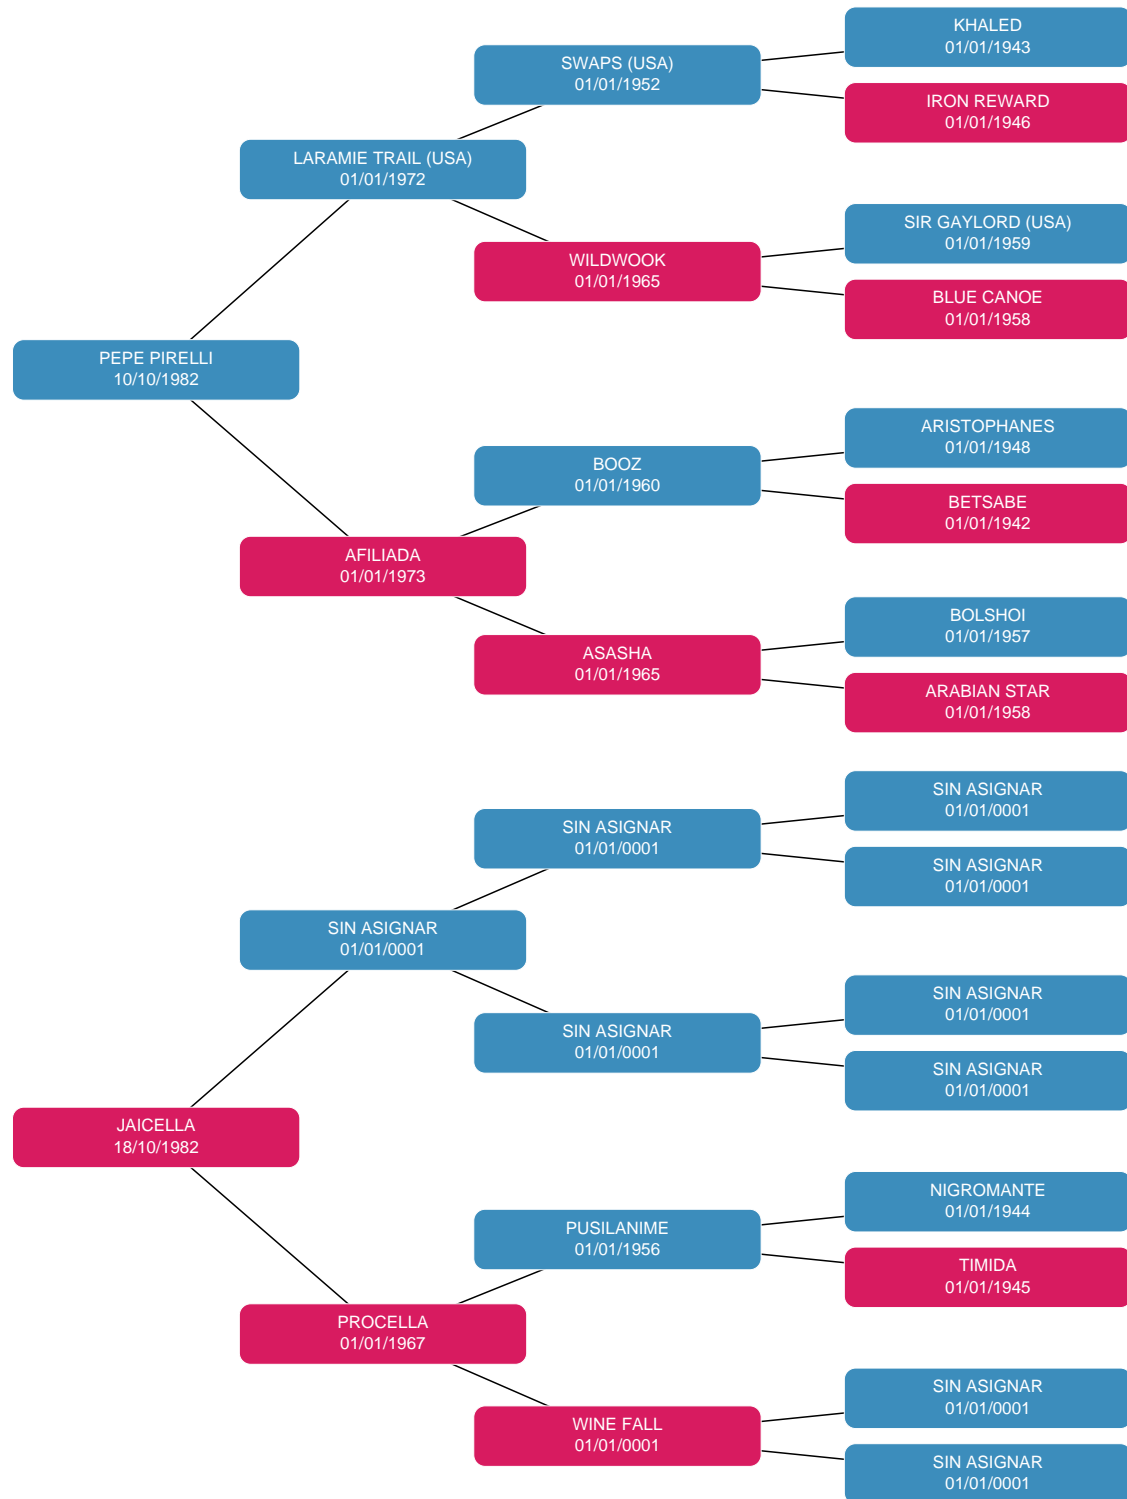 KHALED
01/01/1943
SWAPS (USA)
01/01/1952
IRON REWARD
01/01/1946
LARAMIE TRAIL (USA)
01/01/1972
SIR GAYLORD (USA)
01/01/1959
WILDWOOK
01/01/1965
BLUE CANOE
01/01/1958
PEPE PIRELLI
10/10/1982
ARISTOPHANES
01/01/1948
BOOZ
01/01/1960
BETSABE
01/01/1942
AFILIADA
01/01/1973
BOLSHOI
01/01/1957
ASASHA
01/01/1965
ARABIAN STAR
01/01/1958
SIN ASIGNAR
01/01/0001
SIN ASIGNAR
01/01/0001
SIN ASIGNAR
01/01/0001
SIN ASIGNAR
01/01/0001
SIN ASIGNAR
01/01/0001
SIN ASIGNAR
01/01/0001
SIN ASIGNAR
01/01/0001
JAICELLA
18/10/1982
NIGROMANTE
01/01/1944
PUSILANIME
01/01/1956
TIMIDA
01/01/1945
PROCELLA
01/01/1967
SIN ASIGNAR
01/01/0001
WINE FALL
01/01/0001
SIN ASIGNAR
01/01/0001